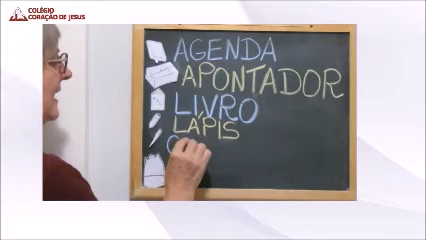 COLÉGIO
CORAÇÃO DE JESUS
AGENDA
APONTADOR
LIVRO
LÁPIS
C